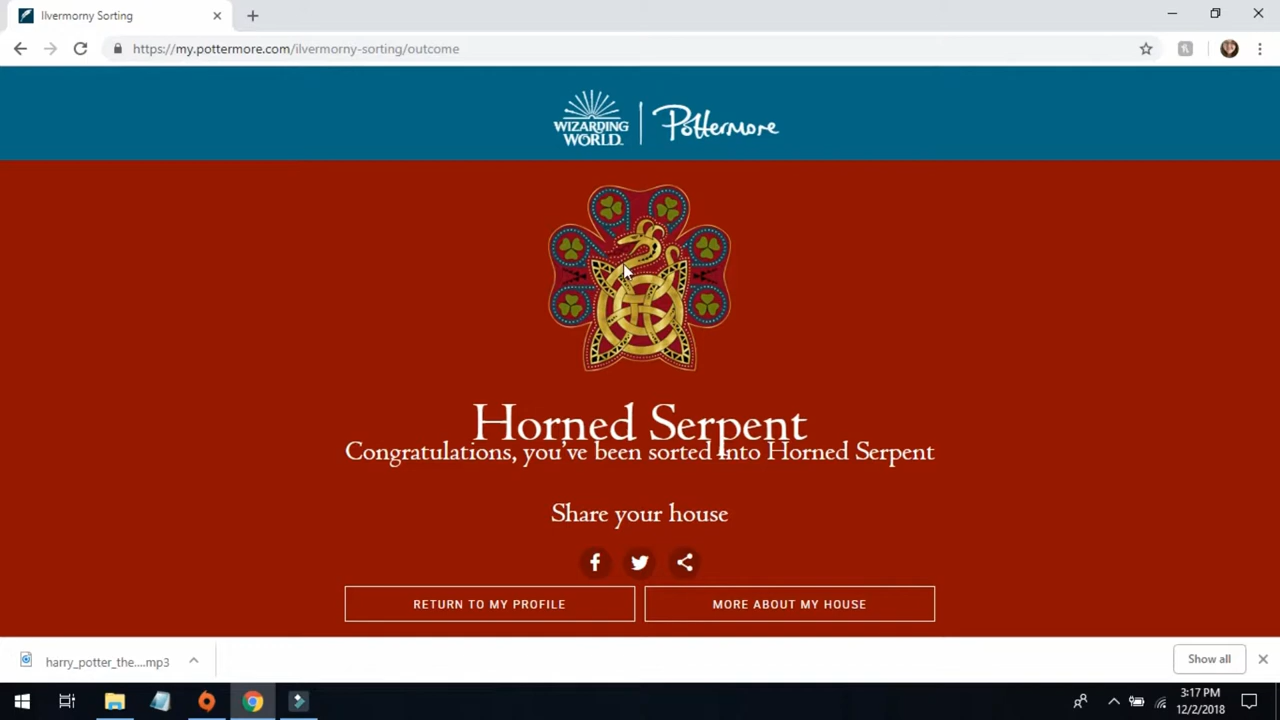 Ilvermorny Sorting
https://my.pottermore.com/ilvermorny-sorting/outcome
WIZARDING WORLD
Pottermore
Horned Serpent
Congratulations, you've been sorted into Horned Serpent
Share your house
RETURN TO MY PROFILE
MORE ABOUT MY HOUSE
harry_potter_the....mp3
Show all
3:17 PM
12/2/2018